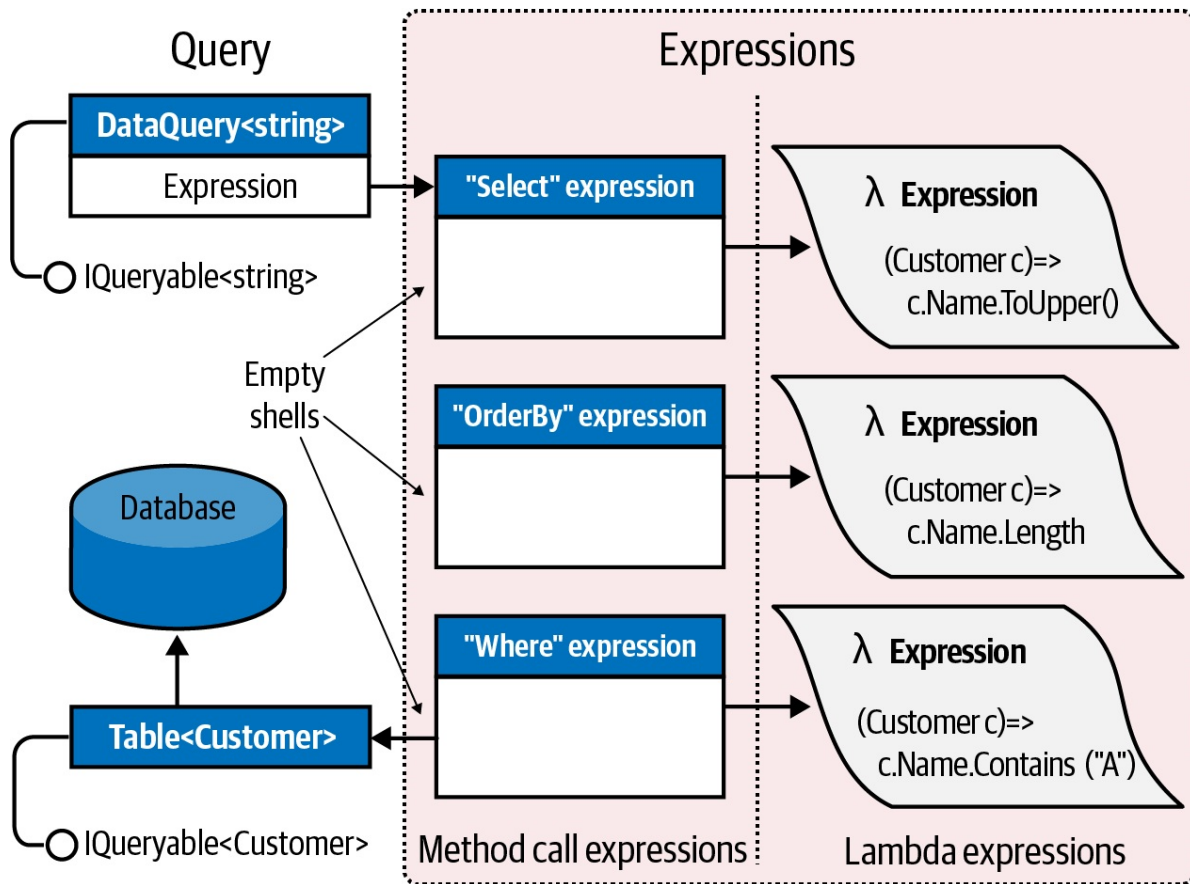 Query
Expressions
DataQuery<string>
Expression
IQueryable<string>
"Select" expression
λ Expression
(Customer c)=>
c.Name.ToUpper()
Empty
shells
"OrderBy" expression
λ Expression
(Customer c)=>
c.Name.Length
Database
"Where" expression
λ Expression
(Customer c)=>
c.Name.Contains ("A")
Table<Customer>
IQueryable<Customer>
Method call expressions
Lambda expressions